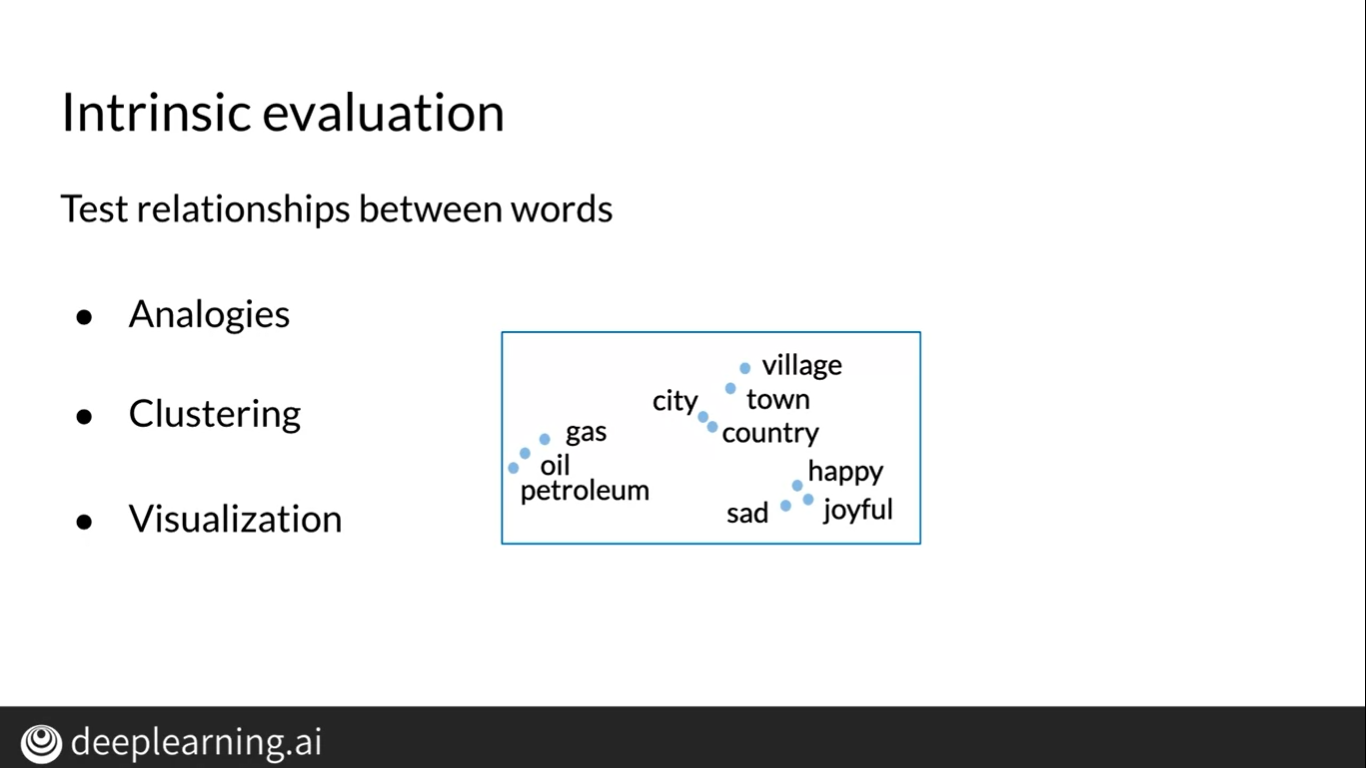 Intrinsic evaluation
Test relationships between words
● Analogies
● Clustering
● Visualization
village
city
town
country
gas
oil
petroleum
happy
sad
joyful
deeplearning.ai